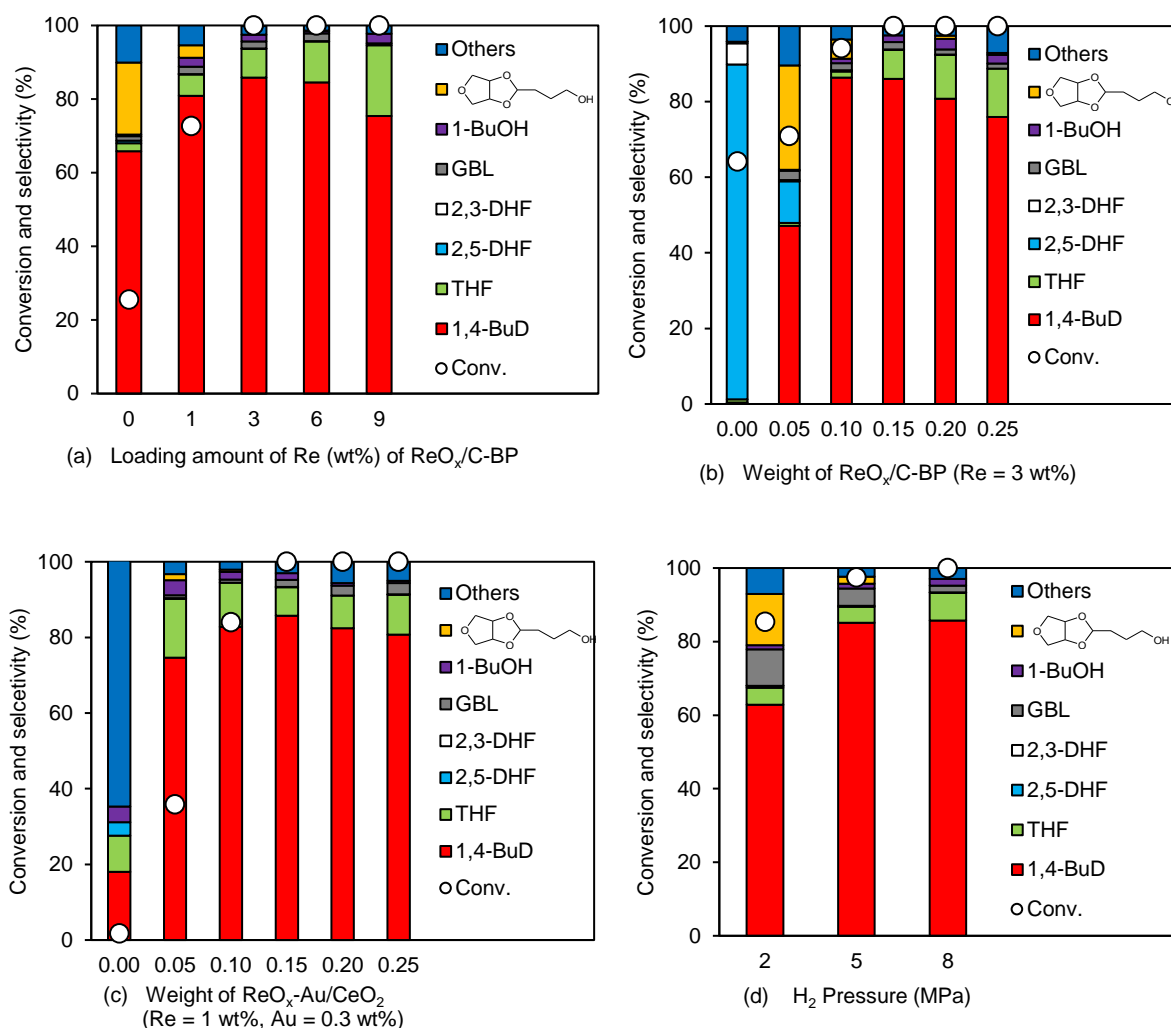 100
80
60
40
20
0
Conversion and selectivity (%)
Others
O
O
O
OH
1-BuOH
GBL
2,3-DHF
2,5-DHF
THF
1,4-BuD
Conv.
0 1 3 6 9
(a) Loading amount of Re (wt%) of ReOx/C-BP
100
80
60
40
20
0
Conversion and selectivity (%)
Others
O
O
O
1-BuOH
GBL
2,3-DHF
2,5-DHF
THF
1,4-BuD
Conv.
0.00 0.05 0.10 0.15 0.20 0.25
(b) Weight of ReOx/C-BP (Re = 3 wt%)
100
80
60
40
20
0
Conversion and selcetivity (%)
Others
O
O
O
OH
1-BuOH
GBL
2,3-DHF
2,5-DHF
THF
1,4-BuD
Conv.
0.00 0.05 0.10 0.15 0.20 0.25
(c) Weight of ReOx-Au/CeO2
(Re = 1 wt%, Au = 0.3 wt%)
100
80
60
40
20
0
Conversion and selectivity (%)
Others
O
O
O
OH
1-BuOH
GBL
2,3-DHF
2,5-DHF
THF
1,4-BuD
Conv.
2 5 8
(d) H2 Pressure (MPa)